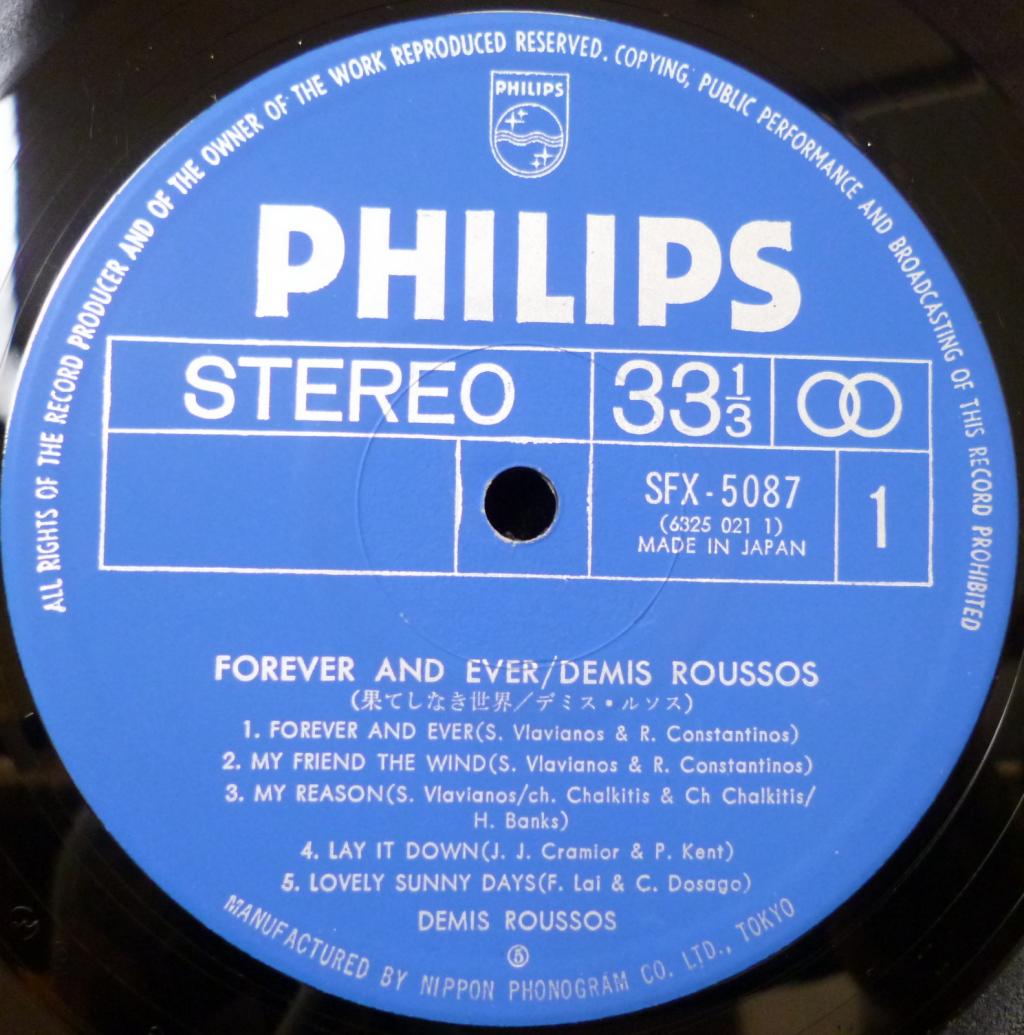 ALL RIGHTS OF THE RECORD PRODUCER AND OF THE OWNER OF THE WORK REPRODUCED RESERVED. COPYING, PUBLIC PERFORMANCE AND BROADCASTING OF THIS RECORD PROHIBITED
PHILIPS
PHILIPS
STEREO 33 1/3
SFX-5087
(6325 021 1)
MADE IN JAPAN
1
FOREVER AND EVER/DEMIS ROUSSOS
(果てしなき世界/デミス・ルソス)
1. FOREVER AND EVER(S. Vlavianos & R. Constantinos)
2. MY FRIEND THE WIND(S. Vlavianos & R. Constantinos)
3. MY REASON(S. Vlavianos/ch. Chalkitis & Ch Chalkitis/
H. Banks)
4. LAY IT DOWN(J. J. Cramior & P. Kent)
5. LOVELY SUNNY DAYS(F. Lai & C. Dosago)
DEMIS ROUSSOS
⑤
MANUFACTURED BY NIPPON PHONOGRAM CO. LTD., TOKYO